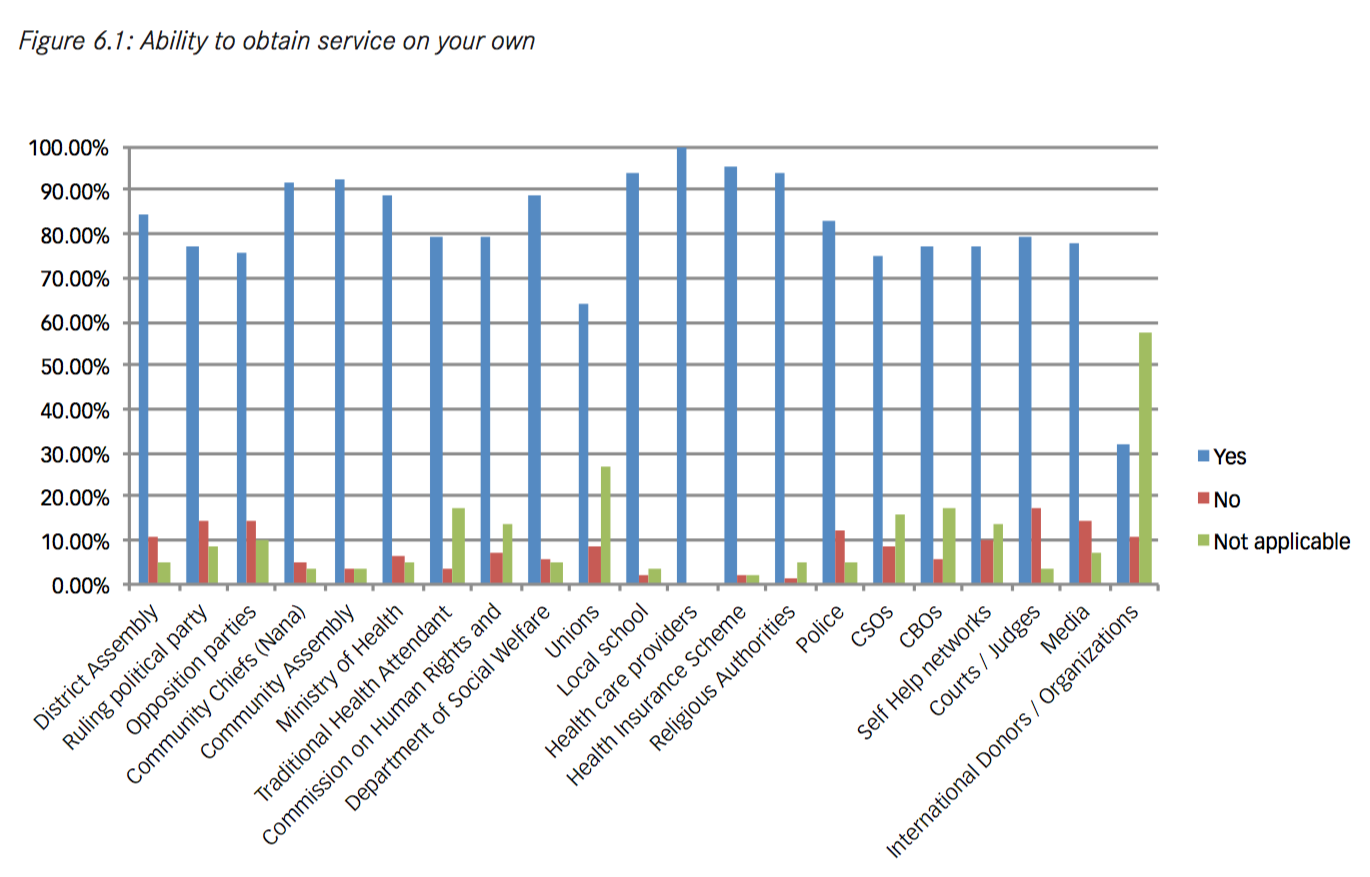 Figure 6.1: Ability to obtain service on your own
100.00%
90.00%
80.00%
70.00%
60.00%
50.00%
40.00%
30.00%
20.00%
10.00%
0.00%
District Assembly
Ruling political party
Opposition parties
Community Chiefs (Nana)
Community Assembly
Ministry of Health
Traditional Health Attendant
Commission on Human Rights and
Department of Social Welfare
Unions
Local school
Health care providers
Health Insurance Scheme
Religious Authorities
Police
CSOs
CBOs
Self Help networks
Courts / Judges
Media
International Donors / Organizations
Yes
No
Not applicable